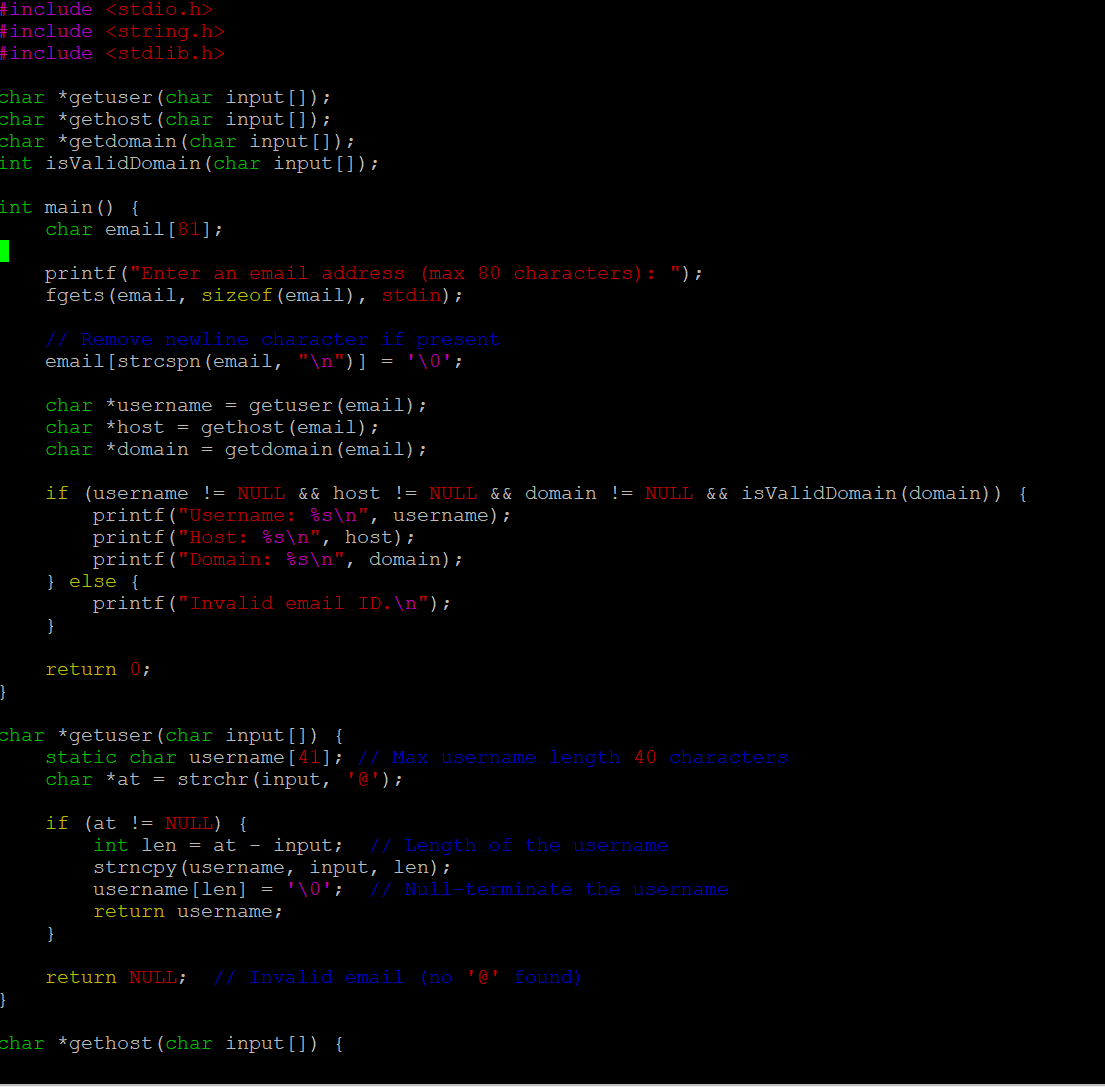 #include <stdio.h>
#include <string.h>
#include <stdlib.h>

char *getuser(char input[]);
char *gethost(char input[]);
char *getdomain(char input[]);
int isValidDomain(char input[]);

int main() {
    char email[81];

    printf("Enter an email address (max 80 characters): ");
    fgets(email, sizeof(email), stdin);

    // Remove newline character if present
    email[strcspn(email, "\n")] = '\0';

    char *username = getuser(email);
    char *host = gethost(email);
    char *domain = getdomain(email);

    if (username != NULL && host != NULL && domain != NULL && isValidDomain(domain)) {
        printf("Username: %s\n", username);
        printf("Host: %s\n", host);
        printf("Domain: %s\n", domain);
    } else {
        printf("Invalid email ID.\n");
    }

    return 0;
}

char *getuser(char input[]) {
    static char username[41]; // Max username length 40 characters
    char *at = strchr(input, '@');

    if (at != NULL) {
        int len = at - input;  // Length of the username
        strncpy(username, input, len);
        username[len] = '\0';  // Null-terminate the username
        return username;
    }

    return NULL;  // Invalid email (no '@' found)
}

char *gethost(char input[]) {